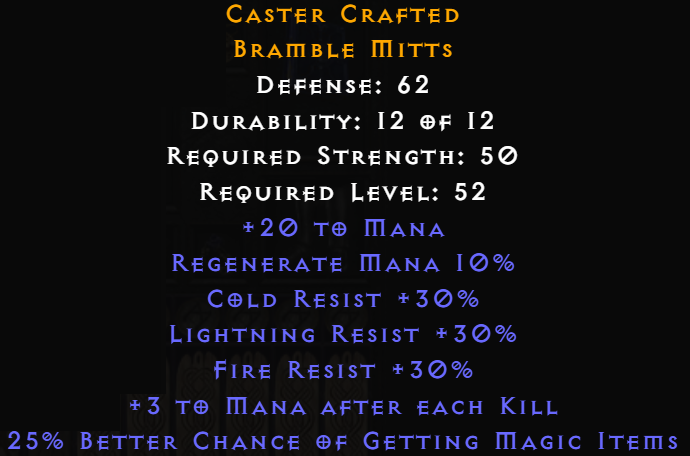 Caster Crafted
Bramble Mitts
Defense: 62
Durability: 12 of 12
Required Strength: 50
Required Level: 52
+20 to Mana
Regenerate Mana 10%
Cold Resist +30%
Lightning Resist +30%
Fire Resist +30%
+3 to Mana after each Kill
25% Better Chance of Getting Magic Items